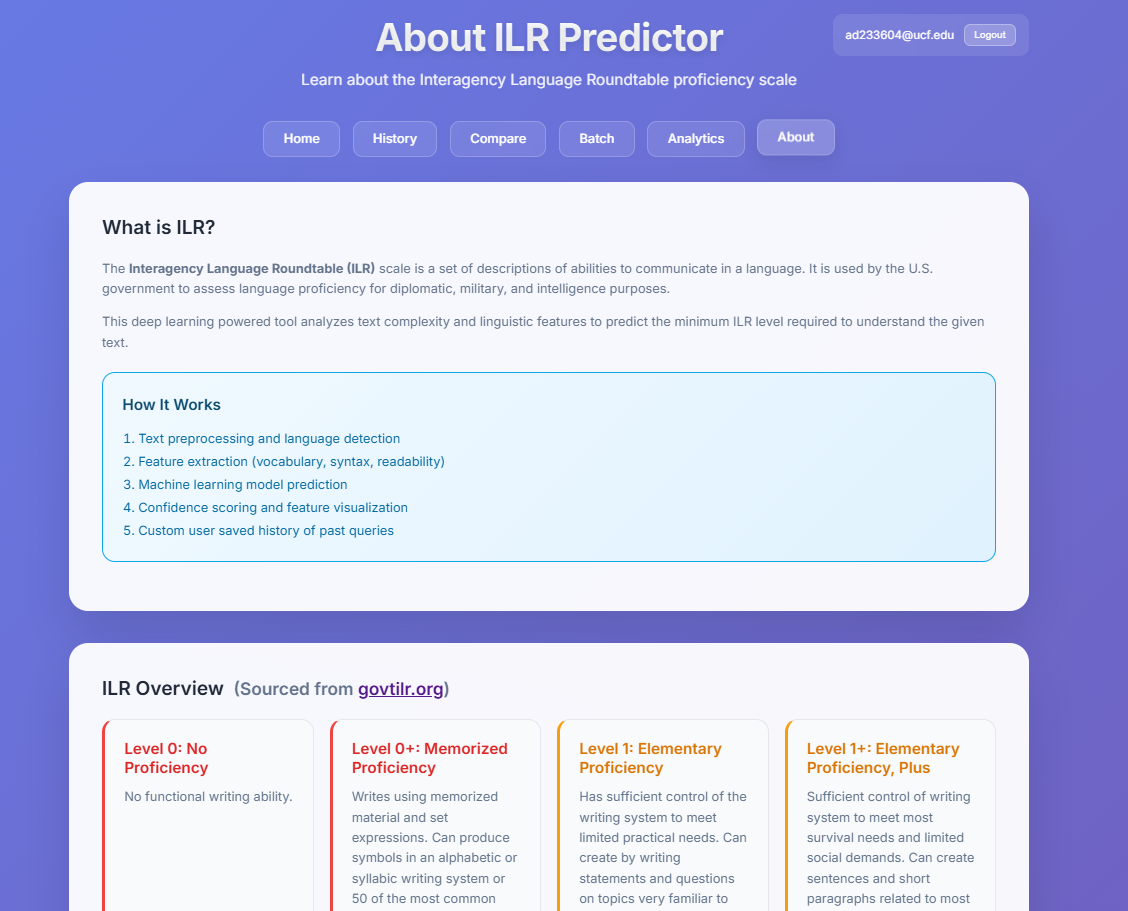 About ILR Predictor
ad233604@ucf.edu
Logout
Learn about the Interagency Language Roundtable proficiency scale
Home
History
Compare
Batch
Analytics
About
What is ILR?
The Interagency Language Roundtable (ILR) scale is a set of descriptions of abilities to communicate in a language. It is used by the U.S.
government to assess language proficiency for diplomatic, military, and intelligence purposes.
This deep learning powered tool analyzes text complexity and linguistic features to predict the minimum ILR level required to understand the given
text.
How It Works
1. Text preprocessing and language detection
2. Feature extraction (vocabulary, syntax, readability)
3. Machine learning model prediction
4. Confidence scoring and feature visualization
5. Custom user saved history of past queries
ILR Overview (Sourced from govtilr.org)
Level 0: No
Proficiency
No functional writing ability.
Level 0+: Memorized
Proficiency
Writes using memorized
material and set
expressions. Can produce
symbols in an alphabetic or
syllabic writing system or
50 of the most common
Level 1: Elementary
Proficiency
Has sufficient control of the
writing system to meet
limited practical needs. Can
create by writing
statements and questions
on topics very familiar to
Level 1+: Elementary
Proficiency, Plus
Sufficient control of writing
system to meet most
survival needs and limited
social demands. Can create
sentences and short
paragraphs related to most